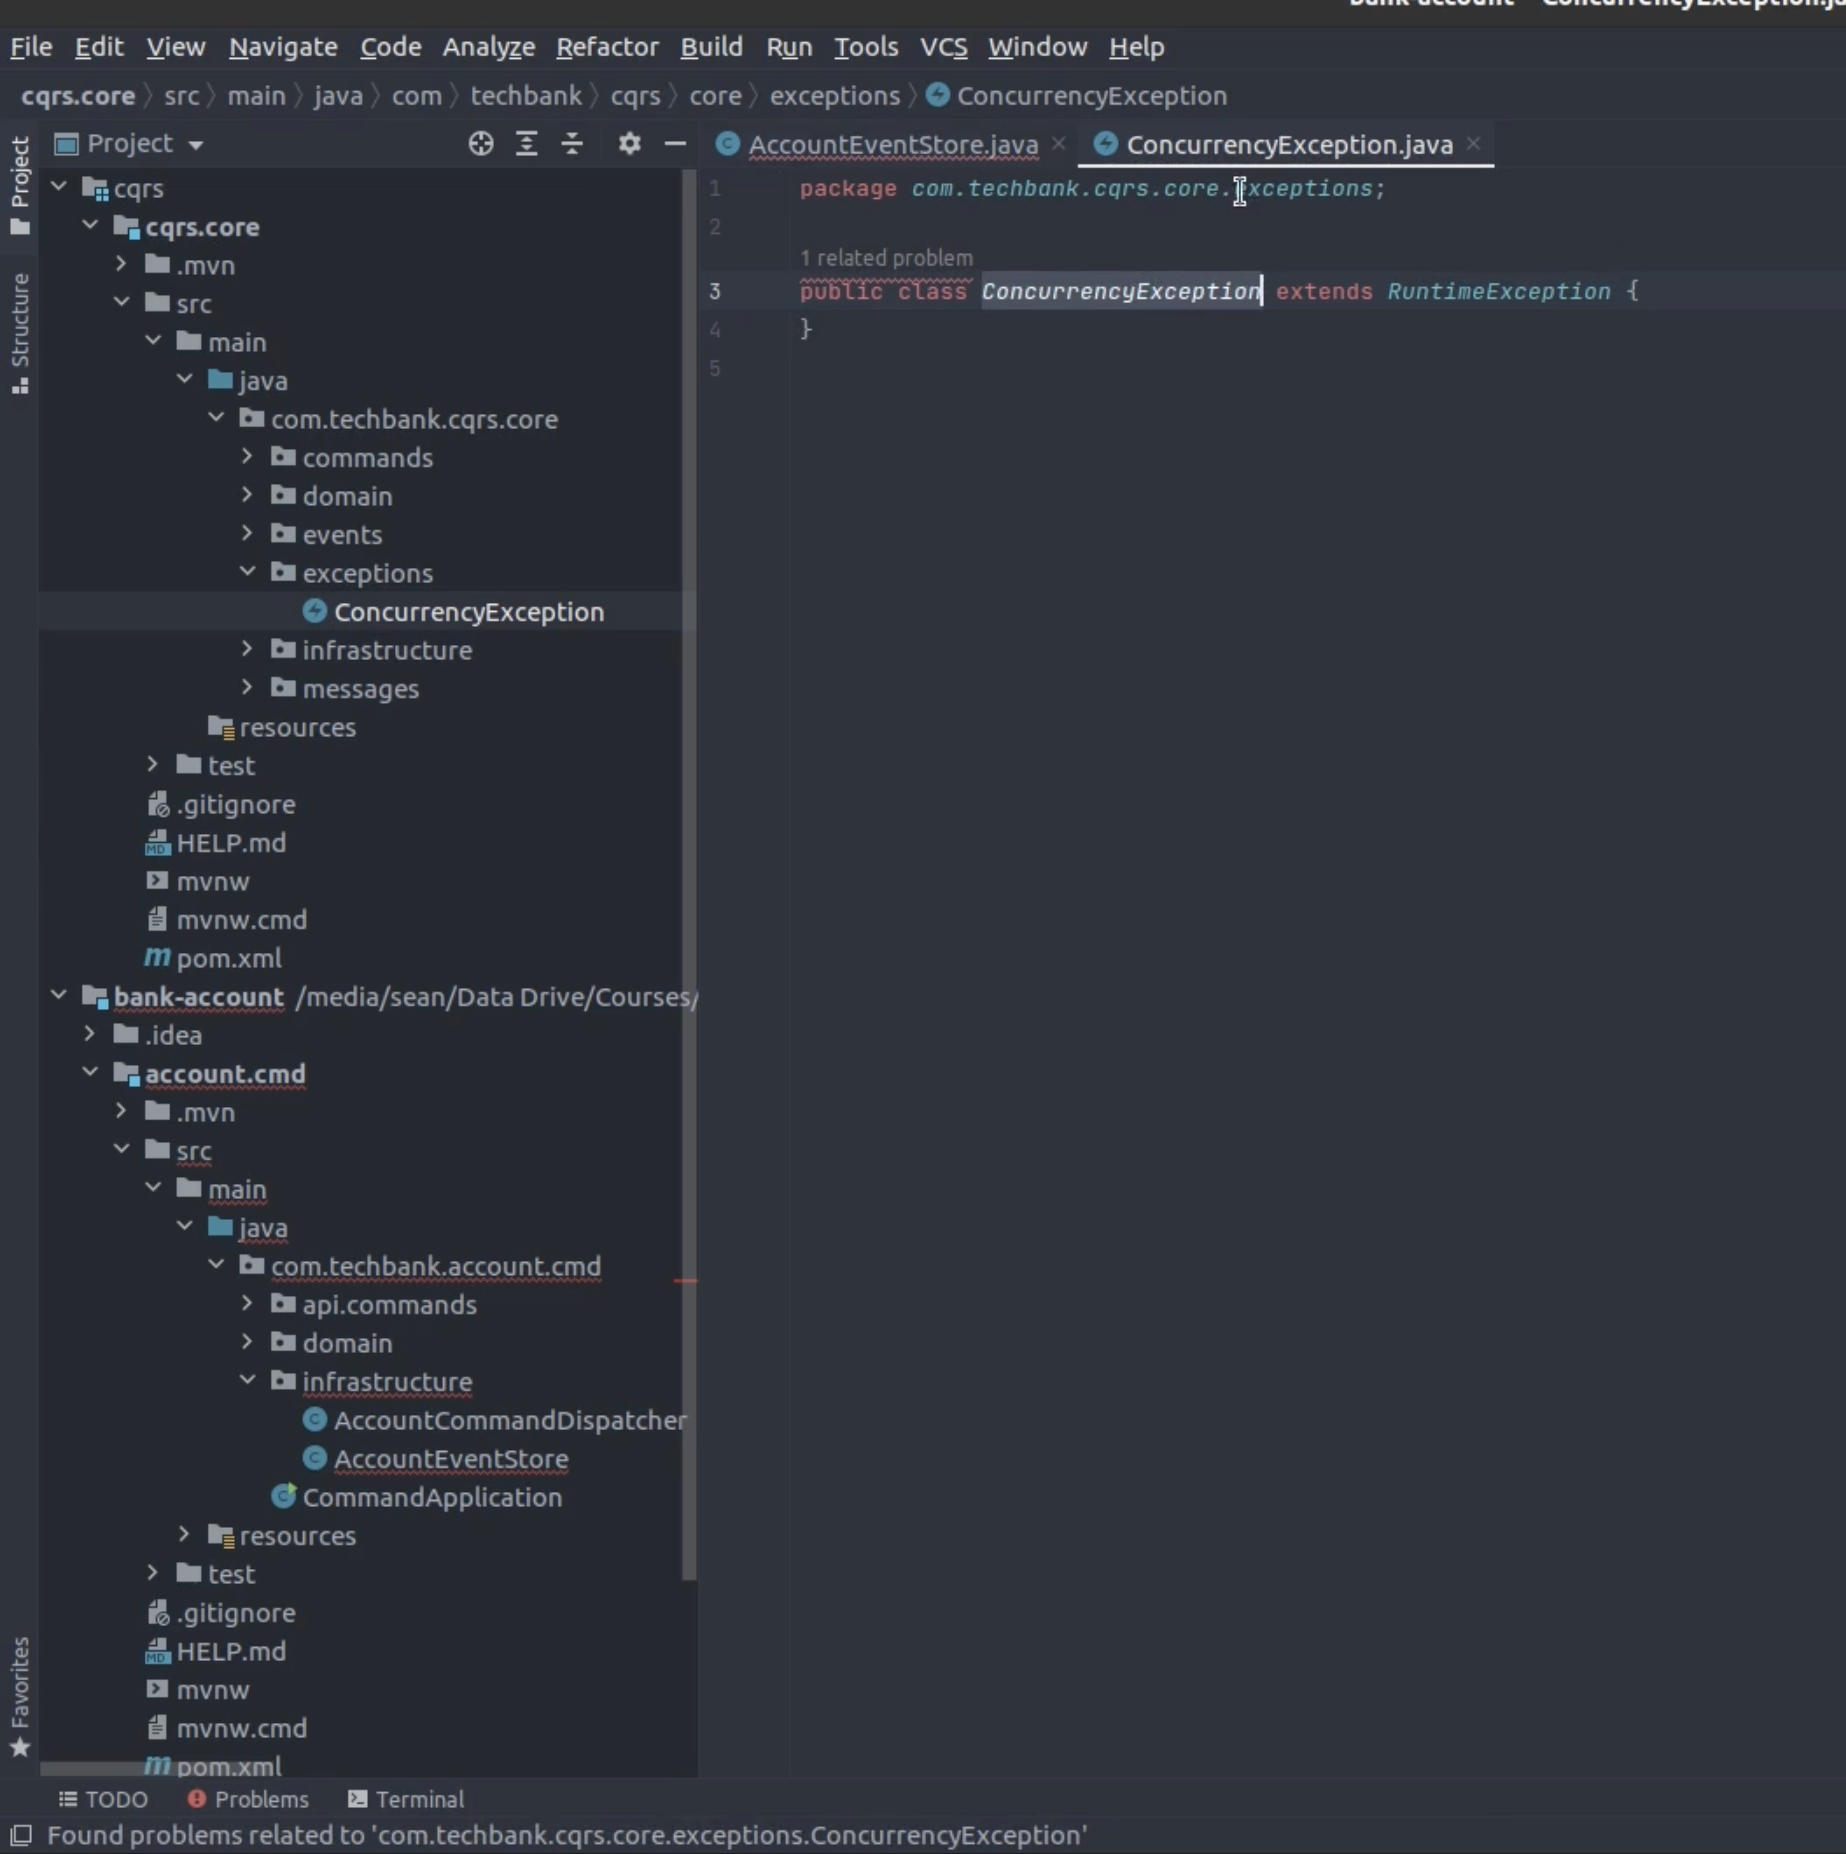 bank-account – ConcurrencyException.ja
File Edit View Navigate Code Analyze Refactor Build Run Tools VCS Window Help
cqrs.core src main java com techbank cqrs core exceptions ConcurrencyException
Project
AccountEventStore.java ConcurrencyException.java
Project
Structure
Favorites
cqrs
cqrs.core
.mvn
src
main
java
com.techbank.cqrs.core
commands
domain
events
exceptions
ConcurrencyException
infrastructure
messages
resources
test
.gitignore
HELP.md
mvnw
mvnw.cmd
pom.xml
bank-account /media/sean/Data Drive/Courses/
.idea
account.cmd
.mvn
src
main
java
com.techbank.account.cmd
api.commands
domain
infrastructure
AccountCommandDispatcher
AccountEventStore
CommandApplication
resources
test
.gitignore
HELP.md
mvnw
mvnw.cmd
pom.xml
1 package com.techbank.cqrs.core.exceptions;
2
1 related problem
3 public class ConcurrencyException extends RuntimeException {
4 }
5
TODO Problems Terminal
Found problems related to 'com.techbank.cqrs.core.exceptions.ConcurrencyException'